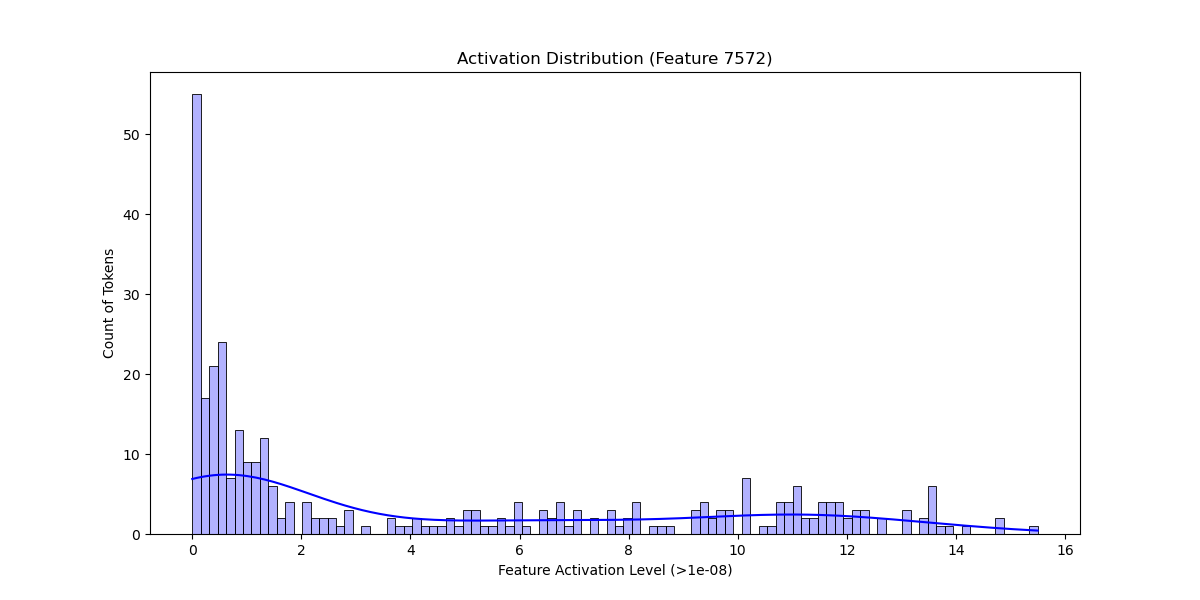 Activation Distribution (Feature 7572)
Count of Tokens
50
40
30
20
10
0
0 2 4 6 8 10 12 14 16
Feature Activation Level (>1e-08)